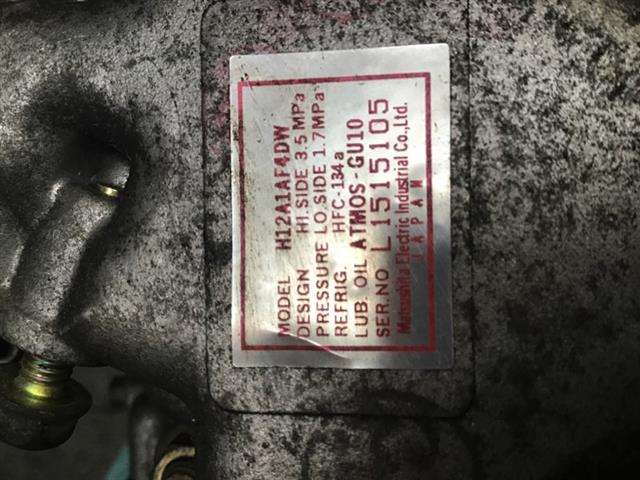 MODEL H12A1AF4DW
DESIGN HI.SIDE 3.5MPa
PRESSURE LO.SIDE 1.7MPa
REFRIG. HFC-134a
LUB. OIL ATMOS-GU10
SER.NO L1515105
Matsushita Electric Industrial Co.,Ltd.
JAPAN